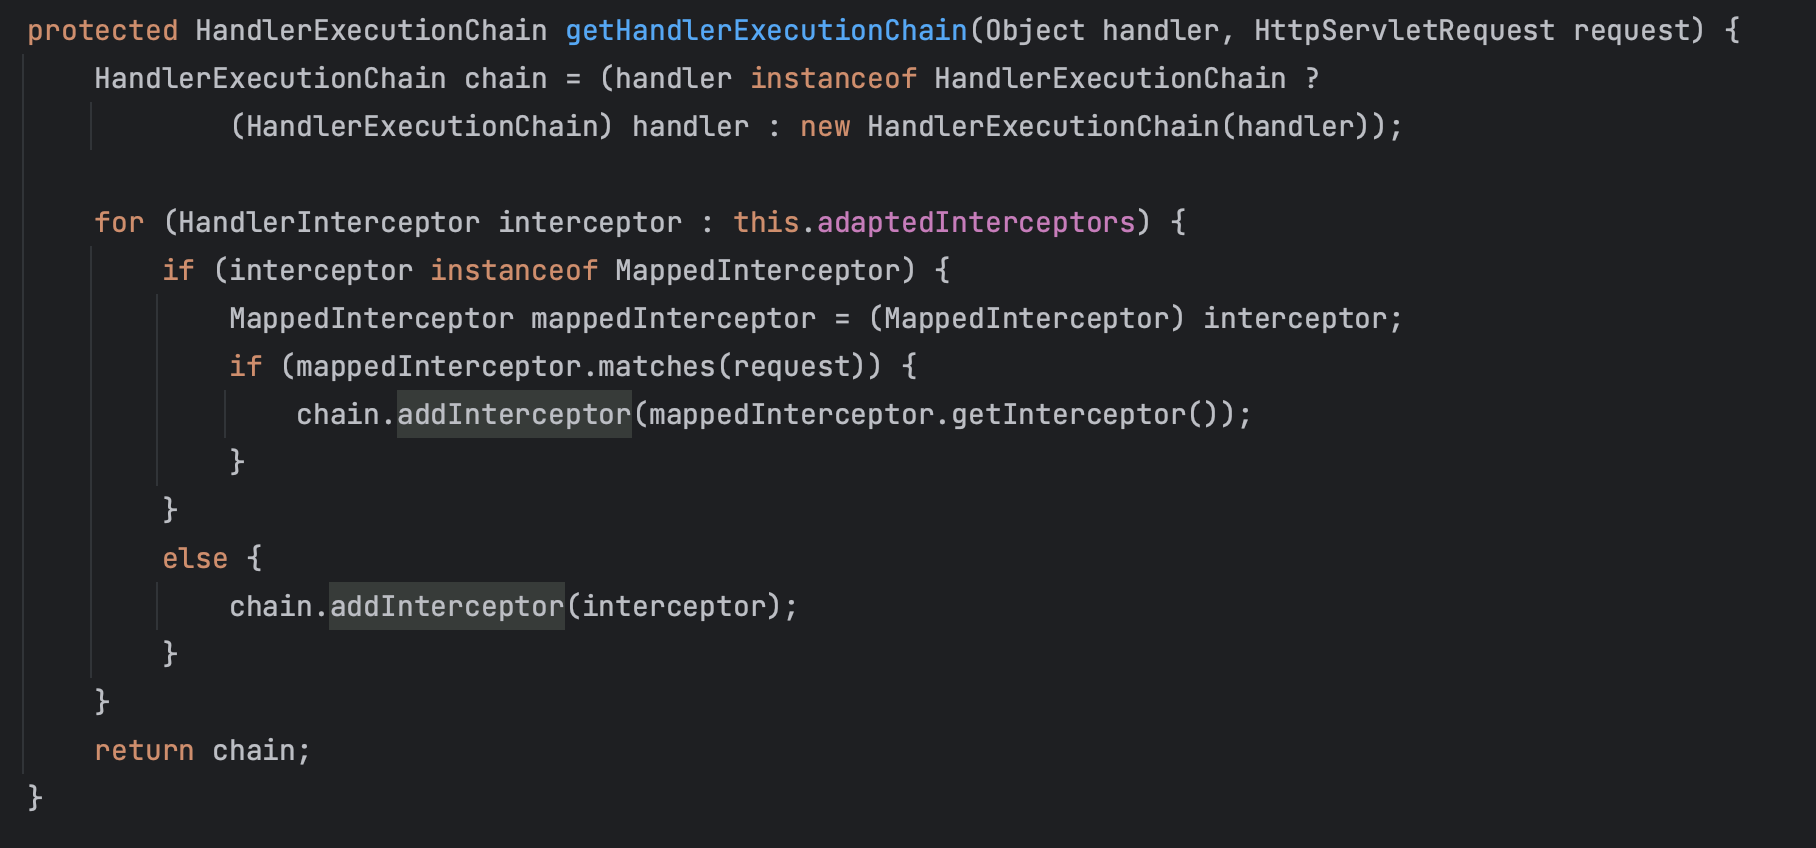 protected HandlerExecutionChain getHandlerExecutionChain(Object handler, HttpServletRequest request) {
    HandlerExecutionChain chain = (handler instanceof HandlerExecutionChain ?
            (HandlerExecutionChain) handler : new HandlerExecutionChain(handler));

    for (HandlerInterceptor interceptor : this.adaptedInterceptors) {
        if (interceptor instanceof MappedInterceptor) {
            MappedInterceptor mappedInterceptor = (MappedInterceptor) interceptor;
            if (mappedInterceptor.matches(request)) {
                chain.addInterceptor(mappedInterceptor.getInterceptor());
            }
        }
        else {
            chain.addInterceptor(interceptor);
        }
    }
    return chain;
}